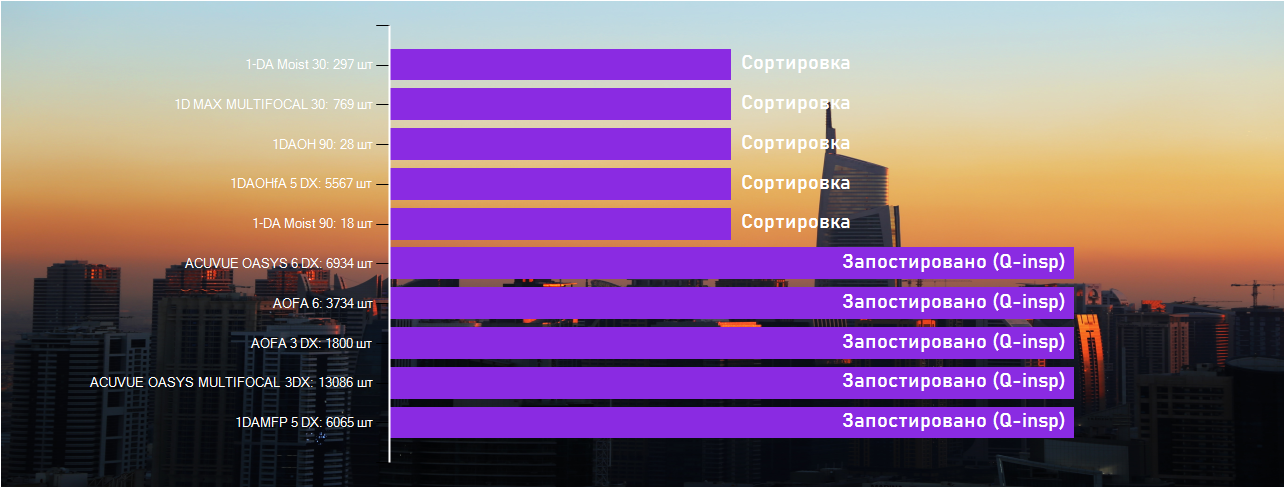 1-DA Moist 30: 297 шт Сортировка
1D MAX MULTIFOCAL 30: 769 шт Сортировка
1DAOH 90: 28 шт Сортировка
1DAOHfA 5 DX: 5567 шт Сортировка
1-DA Moist 90: 18 шт Сортировка
ACUVUE OASYS 6 DX: 6934 шт Запостировано (Q-insp)
AOFA 6: 3734 шт Запостировано (Q-insp)
AOFA 3 DX: 1800 шт Запостировано (Q-insp)
ACUVUE OASYS MULTIFOCAL 3DX: 13086 шт Запостировано (Q-insp)
1DAMFP 5 DX: 6065 шт Запостировано (Q-insp)